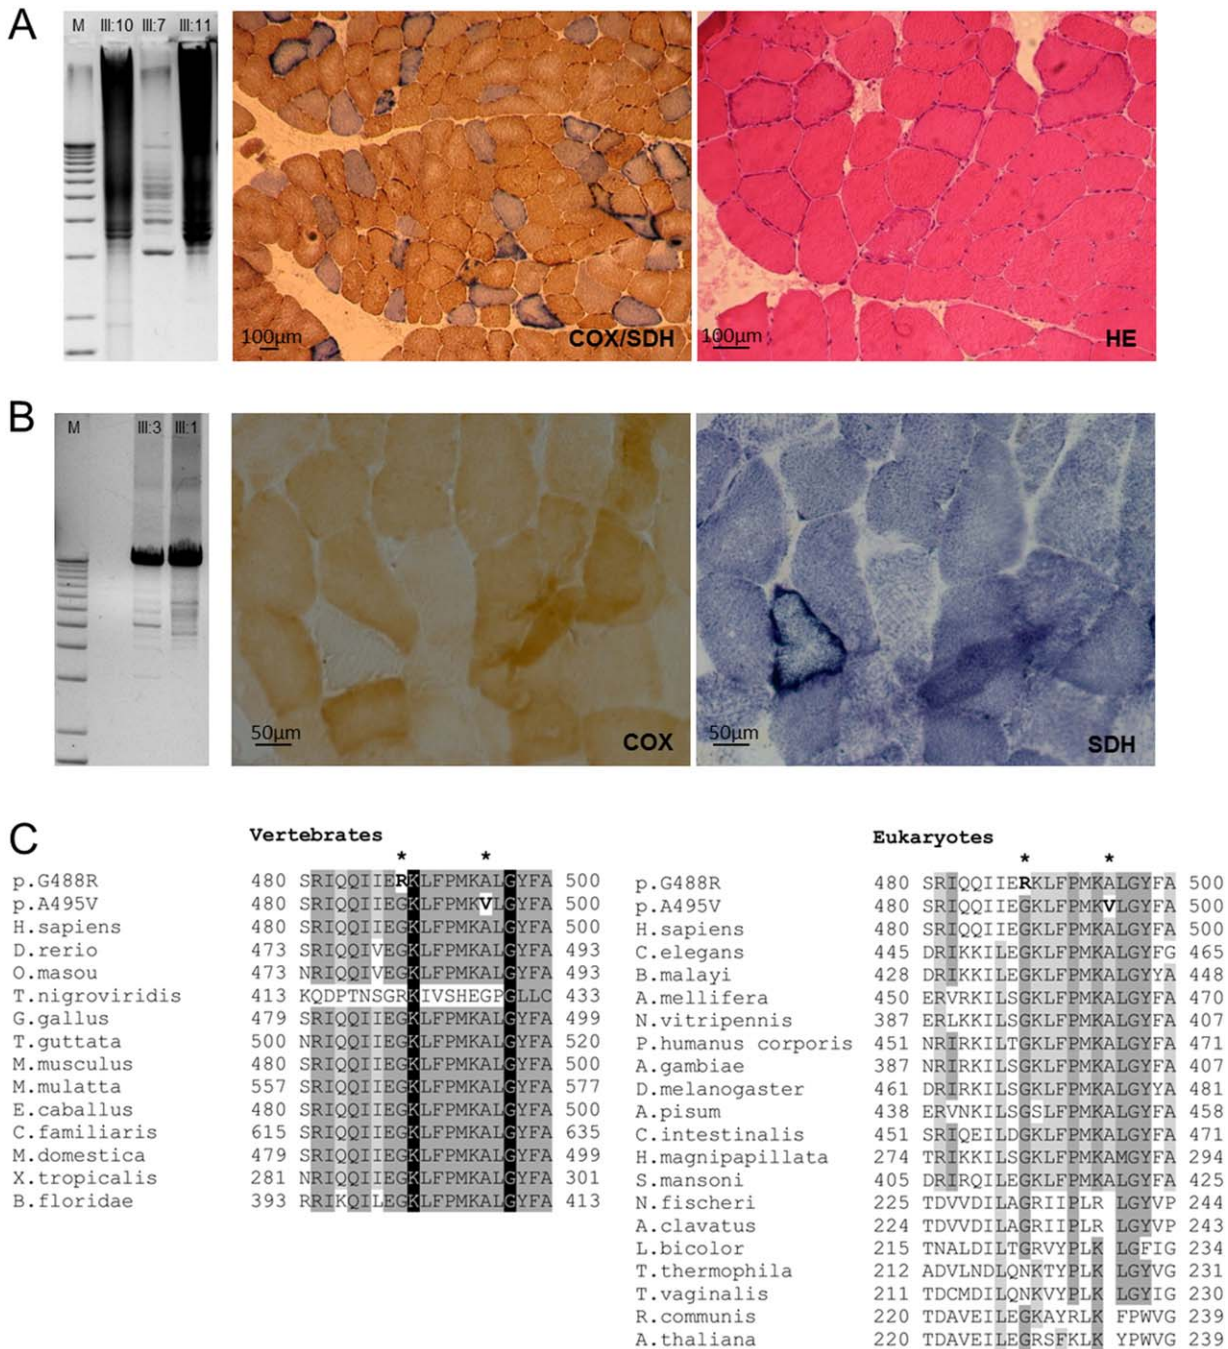 A
M III:10 III:7 III:11
100µm COX/SDH
100µm HE
B
M III:3 III:1
50µm COX
50µm SDH
C
Vertebrates
* *
p.G488R 480 SRIQQIIERKLFPMKALGYFA 500
p.A495V 480 SRIQQIIEGKLFPMKVLGYFA 500
H.sapiens 480 SRIQQIIEGKLFPMKALGYFA 500
D.rerio 473 SRIQQIVEGKLFPMKALGYFA 493
O.masou 473 NRIQQIVEGKLFPMKALGYFA 493
T.nigroviridis 413 KQDPTNSGRKIVSHEGPGLLC 433
G.gallus 479 SRIQQIIEGKLFPMKALGYFA 499
T.guttata 500 NRIQQIIEGKLFPMKALGYFA 520
M.musculus 480 SRIQQIIEGKLFPMKALGYFA 500
M.mulatta 557 SRIQQIIEGKLFPMKALGYFA 577
E.caballus 480 SRIQQIIEGKLFPMKALGYFA 500
C.familiaris 615 SRIQQIIEGKLFPMKALGYFA 635
M.domestica 479 SRIQQIIEGKLFPMKALGYFA 499
X.tropicalis 281 NRIQQIIEGKLFPMKALGYFA 301
B.floridae 393 RRIKQILEGKLFPMKALGYFA 413
Eukaryotes
* *
p.G488R 480 SRIQQIIERKLFPMKALGYFA 500
p.A495V 480 SRIQQIIEGKLFPMKVLGYFA 500
H.sapiens 480 SRIQQIIEGKLFPMKALGYFA 500
C.elegans 445 DRIKKILEGKLFPMKALGYFG 465
B.malayi 428 DRIKKILEGKLFPMKALGYYA 448
A.mellifera 450 ERVRKILSGKLFPMKALGYFA 470
N.vitripennis 387 ERLKKILSGKLFPMKALGYFA 407
P.humanus corporis 451 NRIRKILTGKLFPMKALGYFA 471
A.gambiae 387 NRIKKILSGKLFPMKALGYFA 407
D.melanogaster 461 DRIRKILSGKLFPMKALGYYA 481
A.pisum 438 ERVNKILSGSLFPMKALGYFA 458
C.intestinalis 451 SRIQEILDGKLFPMKALGYFA 471
H.magnipapillata 274 TRIKKILSGKLFPMKAMGYFA 294
S.mansoni 405 DRIRQILEGKLFPMKALGYFA 425
N.fischeri 225 TDVVDILAGRIIPLR LGYVP 244
A.clavatus 224 TDVVDILAGRIIPLR LGYVP 243
L.bicolor 215 TNALDILTGRVYPLK LGFIG 234
T.thermophila 212 ADVLNDLQNKTYPLK LGYVG 231
T.vaginalis 211 TDCMDILQNKVYPLK LGYIG 230
R.communis 220 TDAVEILEGKAYRLK FPWVG 239
A.thaliana 220 TDAVEILEGRSFKLK YPWVG 239